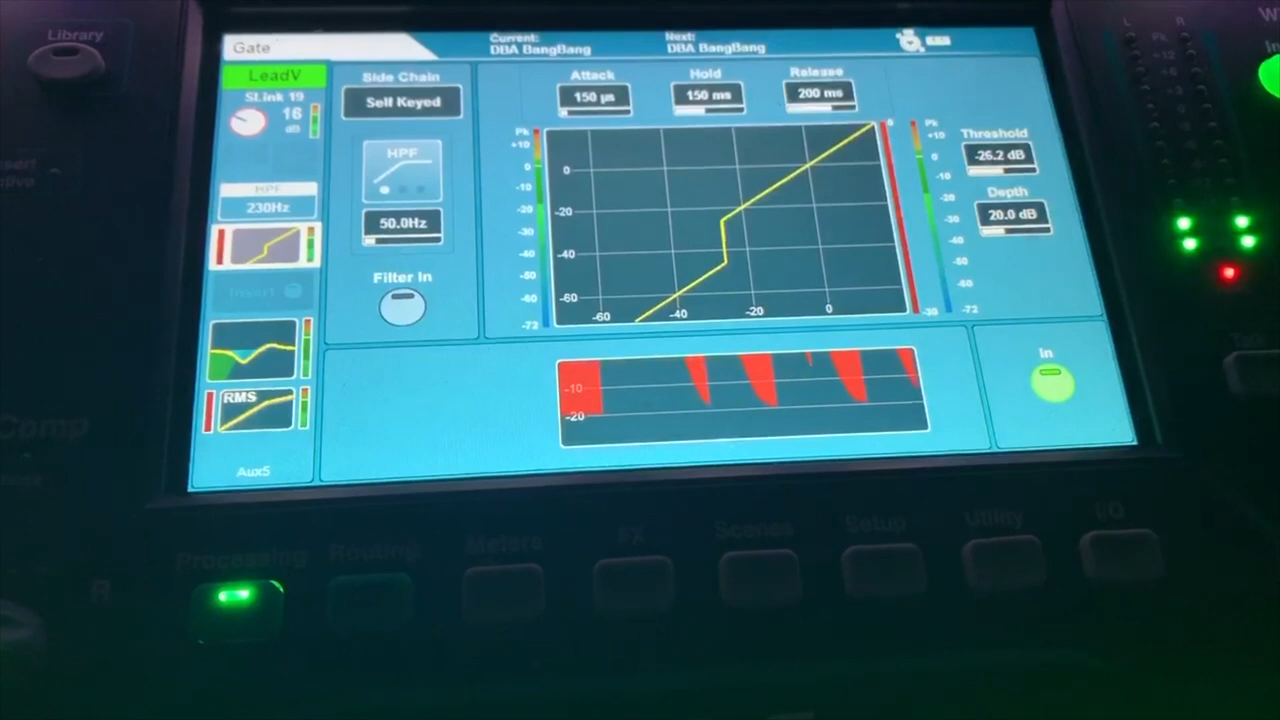 Library
Gate
Current:
DBA BangBang
Next:
DBA BangBang
LeadV
SLink 19
16
dB
HPF
230Hz
Insert
RMS
Aux5
Side Chain
Self Keyed
HPF
50.0Hz
Filter In
Attack
150 µs
Hold
150 ms
Release
200 ms
Pk
+10
0
-10
-20
-30
-40
-50
-60
-72
0
-20
-40
-60
-60
-40
-20
0
0
-30
Pk
+10
0
-10
-20
-30
-40
-50
-60
-72
Threshold
-26.2 dB
Depth
20.0 dB
-10
-20
In
L
R
Comp
Processing
Routing
Meters
FX
Scenes
Setup
Utility
I/O